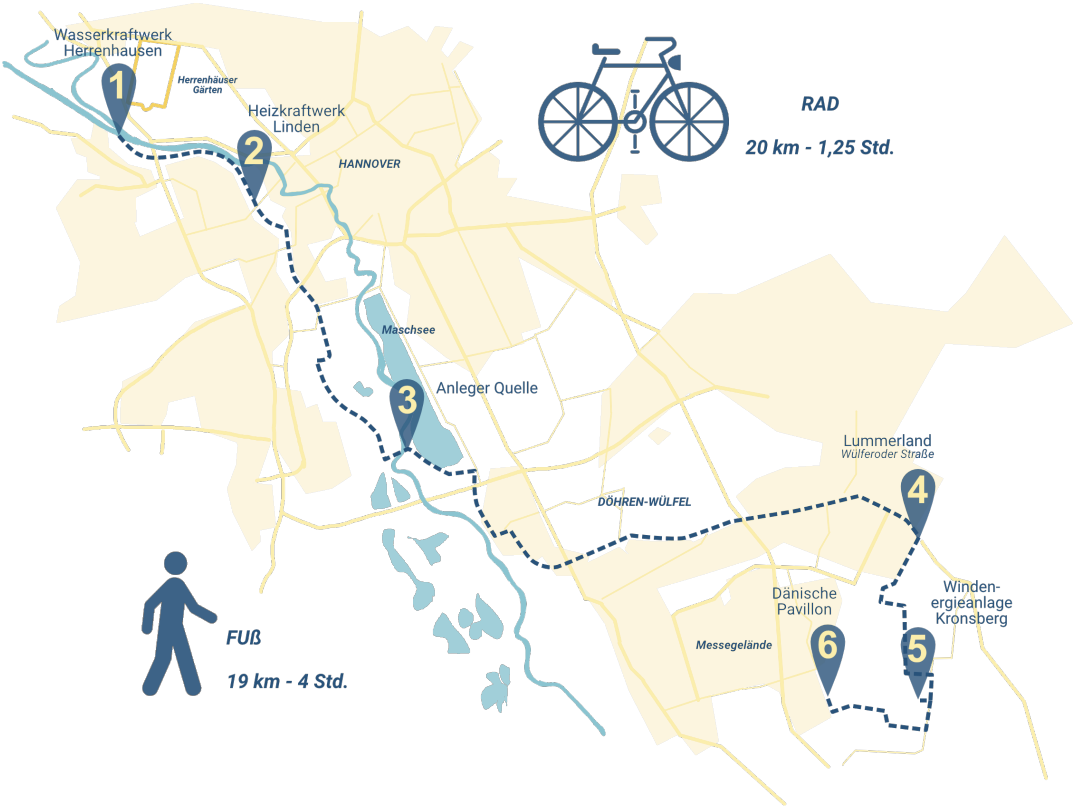 Wasserkraftwerk
Herrenhausen
1
Herrenhäuser
Gärten
Heizkraftwerk
Linden
2
HANNOVER
RAD
20 km - 1,25 Std.
Maschsee
3
Anleger Quelle
Lummerland
Wülferoder Straße
4
DÖHREN-WÜLFEL
Dänische
Pavillon
6
Winden-
ergieanlage
Kronsberg
5
Messegelände
FUß
19 km - 4 Std.